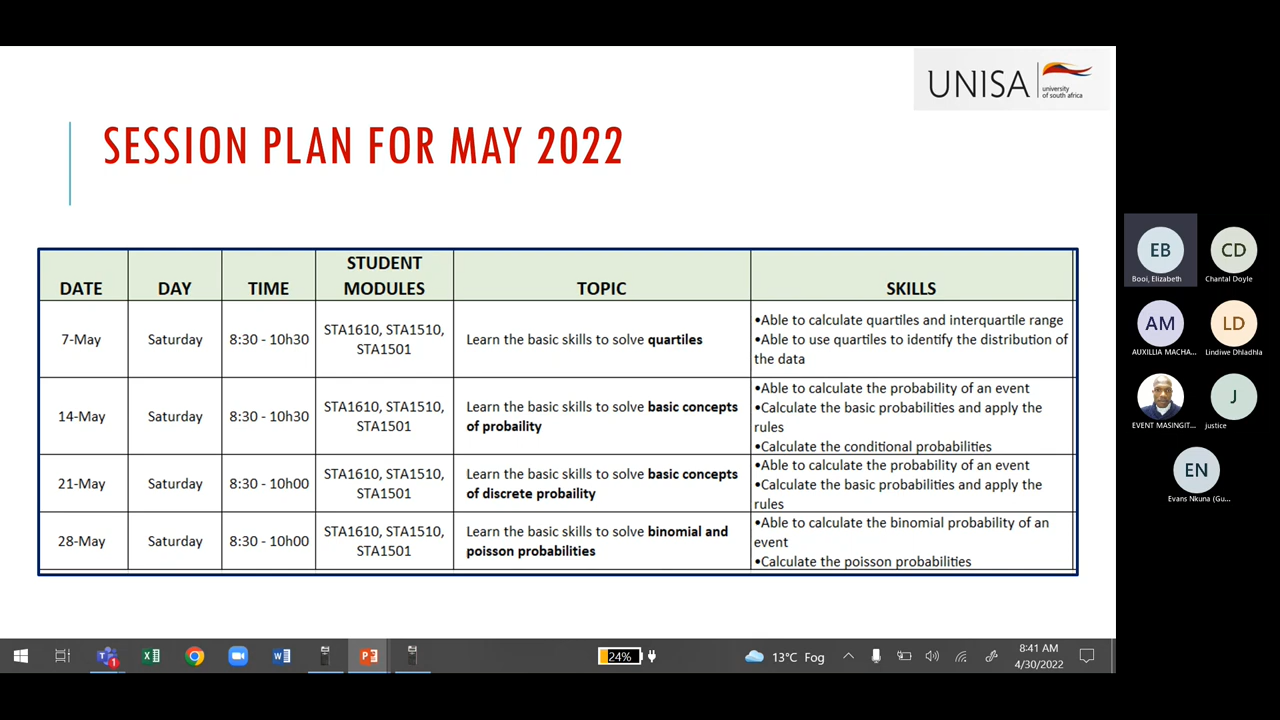 UNISA
university
of south africa
SESSION PLAN FOR MAY 2022
DATE DAY TIME STUDENT MODULES TOPIC SKILLS
7-May Saturday 8:30 - 10h30 STA1610, STA1510,
STA1501
Learn the basic skills to solve quartiles
•Able to calculate quartiles and interquartile range
•Able to use quartiles to identify the distribution of
the data
14-May Saturday 8:30 - 10h30 STA1610, STA1510,
STA1501
Learn the basic skills to solve basic concepts
of probaility
•Able to calculate the probability of an event
•Calculate the basic probabilities and apply the
rules
•Calculate the conditional probabilities
21-May Saturday 8:30 - 10h00 STA1610, STA1510,
STA1501
Learn the basic skills to solve basic concepts
of discrete probaility
•Able to calculate the probability of an event
•Calculate the basic probabilities and apply the
rules
28-May Saturday 8:30 - 10h00 STA1610, STA1510,
STA1501
Learn the basic skills to solve binomial and
poisson probabilities
•Able to calculate the binomial probability of an
event
•Calculate the poisson probabilities
EB CD
Booi, Elizabeth Chantal Doyle
AM LD
AUXILLIA MACHA... Lindiwe Dhladhla
J
EVENT MASINGIT... justice
EN
Evans Nkuna (Gu...
24%
13°C Fog
8:41 AM
4/30/2022